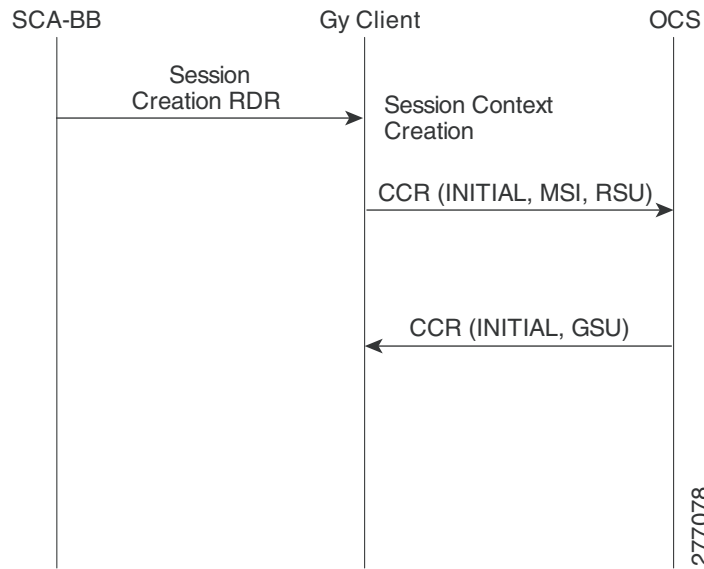 SCA-BB
Gy Client
OCS
Session
Creation RDR
Session Context
Creation
CCR (INITIAL, MSI, RSU)
CCR (INITIAL, GSU)
277078